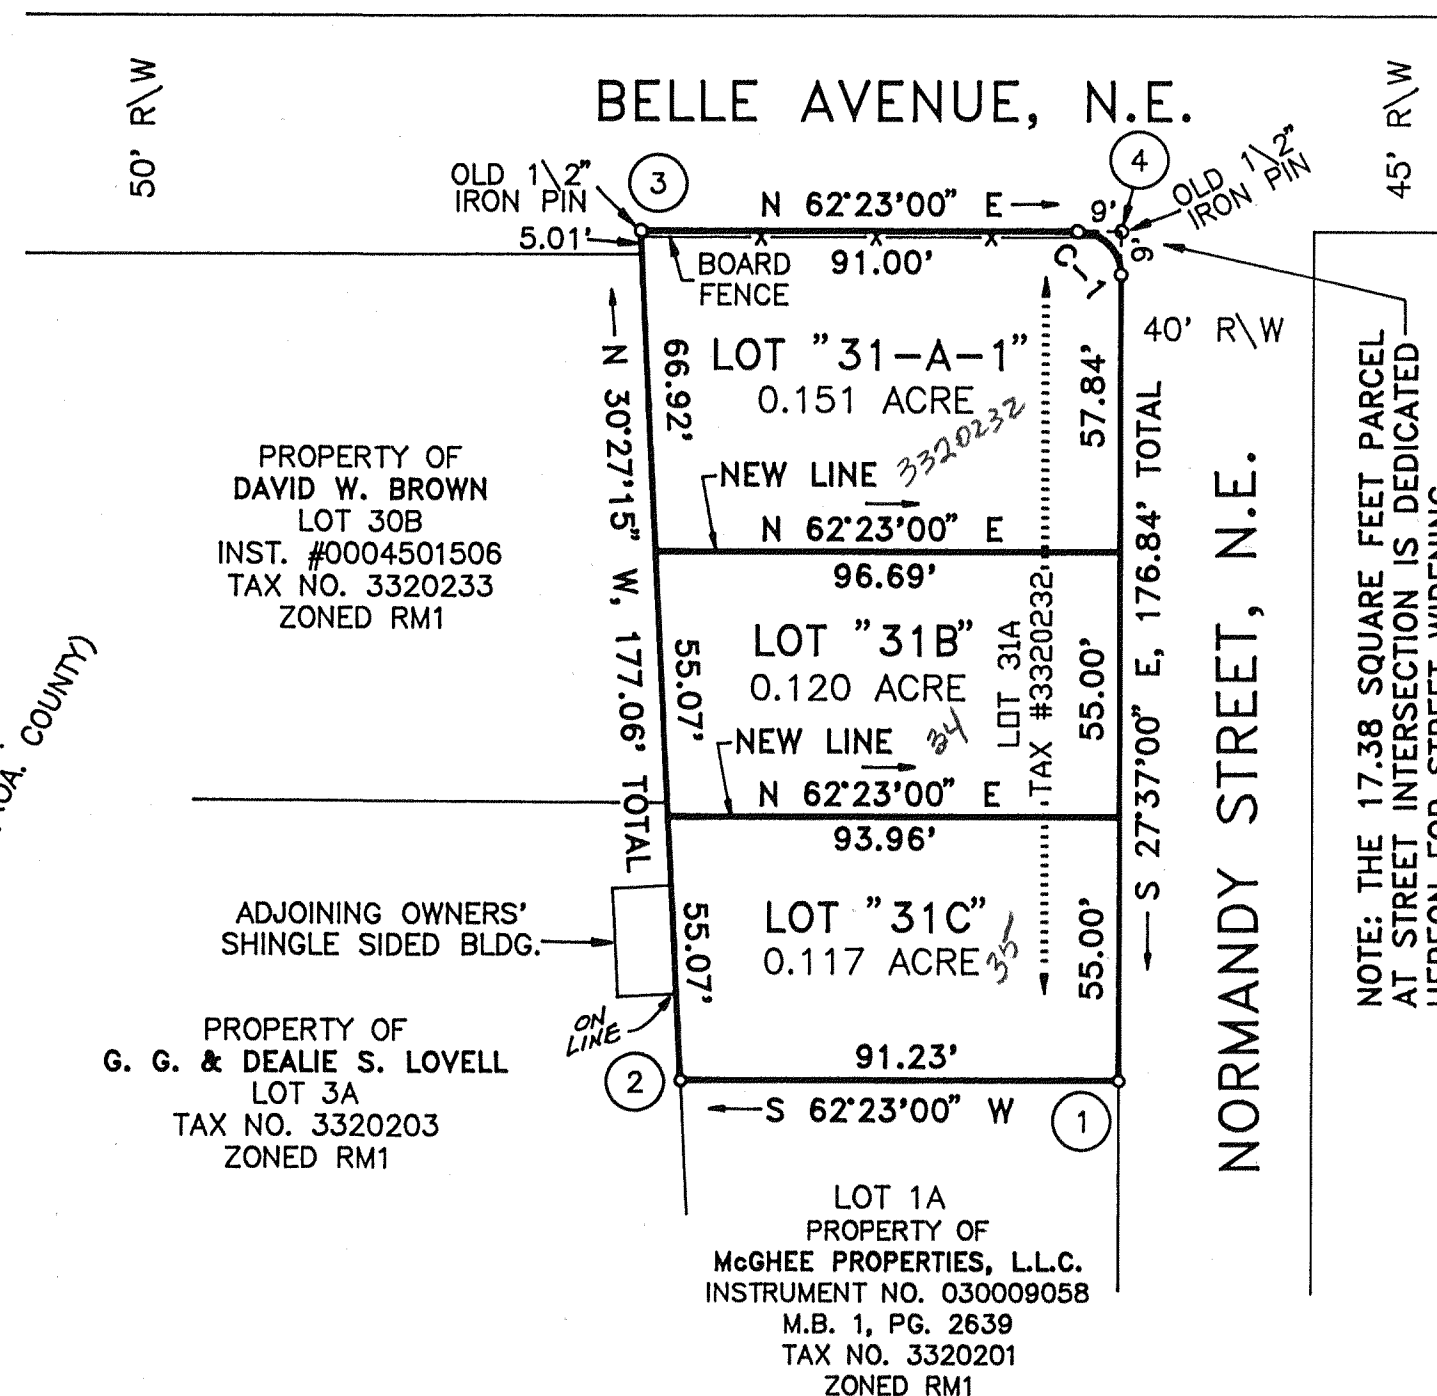 50' R\W
BELLE AVENUE, N.E.
45' R\W
OLD 1\2"
IRON PIN
3
4
OLD 1\2"
IRON PIN
N 62°23'00" E
9'
9'
5.01'
BOARD
FENCE
91.00'
C-1
40' R\W
LOT "31-A-1"
0.151 ACRE
3320232
66.92'
57.84'
N 30°27'15" W, 177.06' TOTAL
S 27°37'00" E, 176.84' TOTAL
PROPERTY OF
DAVID W. BROWN
LOT 30B
INST. #0004501506
TAX NO. 3320233
ZONED RM1
NEW LINE
N 62°23'00" E
96.69'
LOT "31B"
0.120 ACRE
34
55.07'
55.00'
LOT 31A
TAX #3320232
NEW LINE
N 62°23'00" E
93.96'
LOT "31C"
0.117 ACRE
35
55.07'
55.00'
COUNTY)
ADJOINING OWNERS'
SHINGLE SIDED BLDG.
ON
LINE
PROPERTY OF
G. G. & DEALIE S. LOVELL
LOT 3A
TAX NO. 3320203
ZONED RM1
91.23'
2
S 62°23'00" W
1
LOT 1A
PROPERTY OF
McGHEE PROPERTIES, L.L.C.
INSTRUMENT NO. 030009058
M.B. 1, PG. 2639
TAX NO. 3320201
ZONED RM1
NORMANDY STREET, N.E.
NOTE: THE 17.38 SQUARE FEET PARCEL
AT STREET INTERSECTION IS DEDICATED
HEREON FOR STREET WIDENING